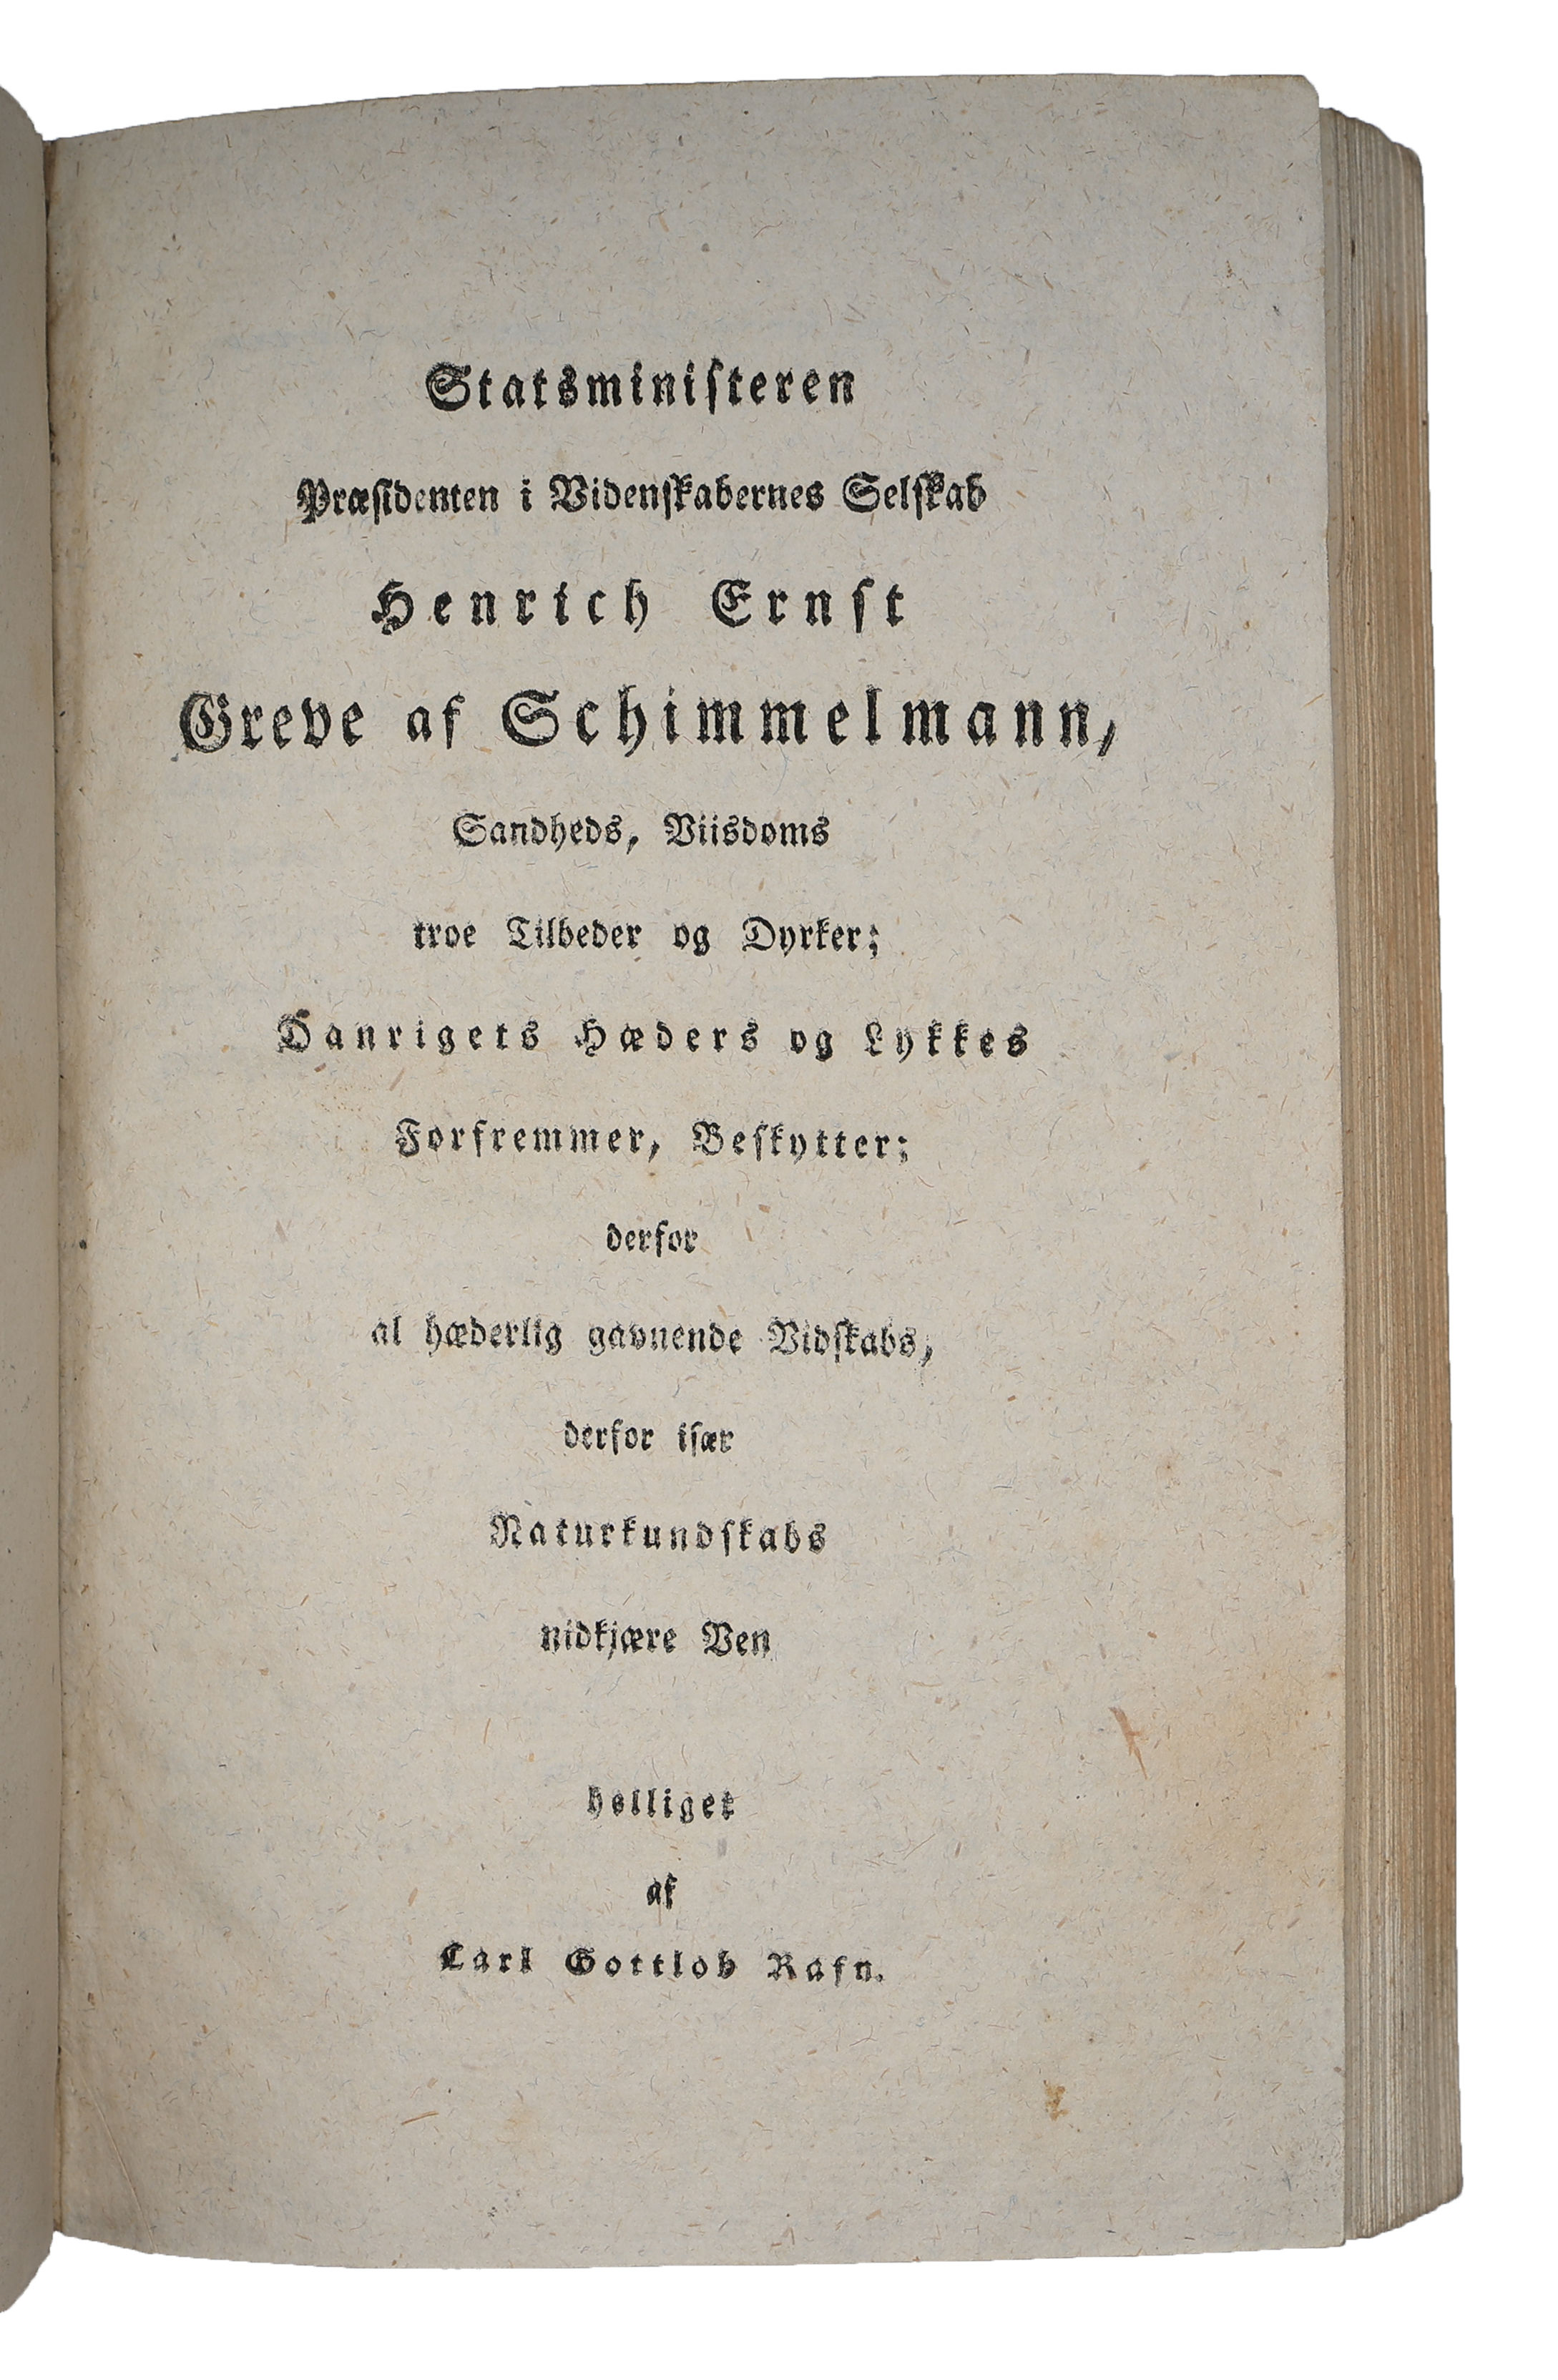 Statsministeren
Præsidenten i Videnskabernes Selskab
Henrich Ernst
Greve af Schimmelmann,
Sandheds, Viisdoms
troe Tilbeder og Dyrker;
Danrigets Hæders og Lykkes
Forfremmer, Beskytter;
derfor
al hæderlig gavnende Vidskabs,
derfor især
Naturkundskabs
nidkjære Ven
helliget
af
Carl Gottlob Rafn.